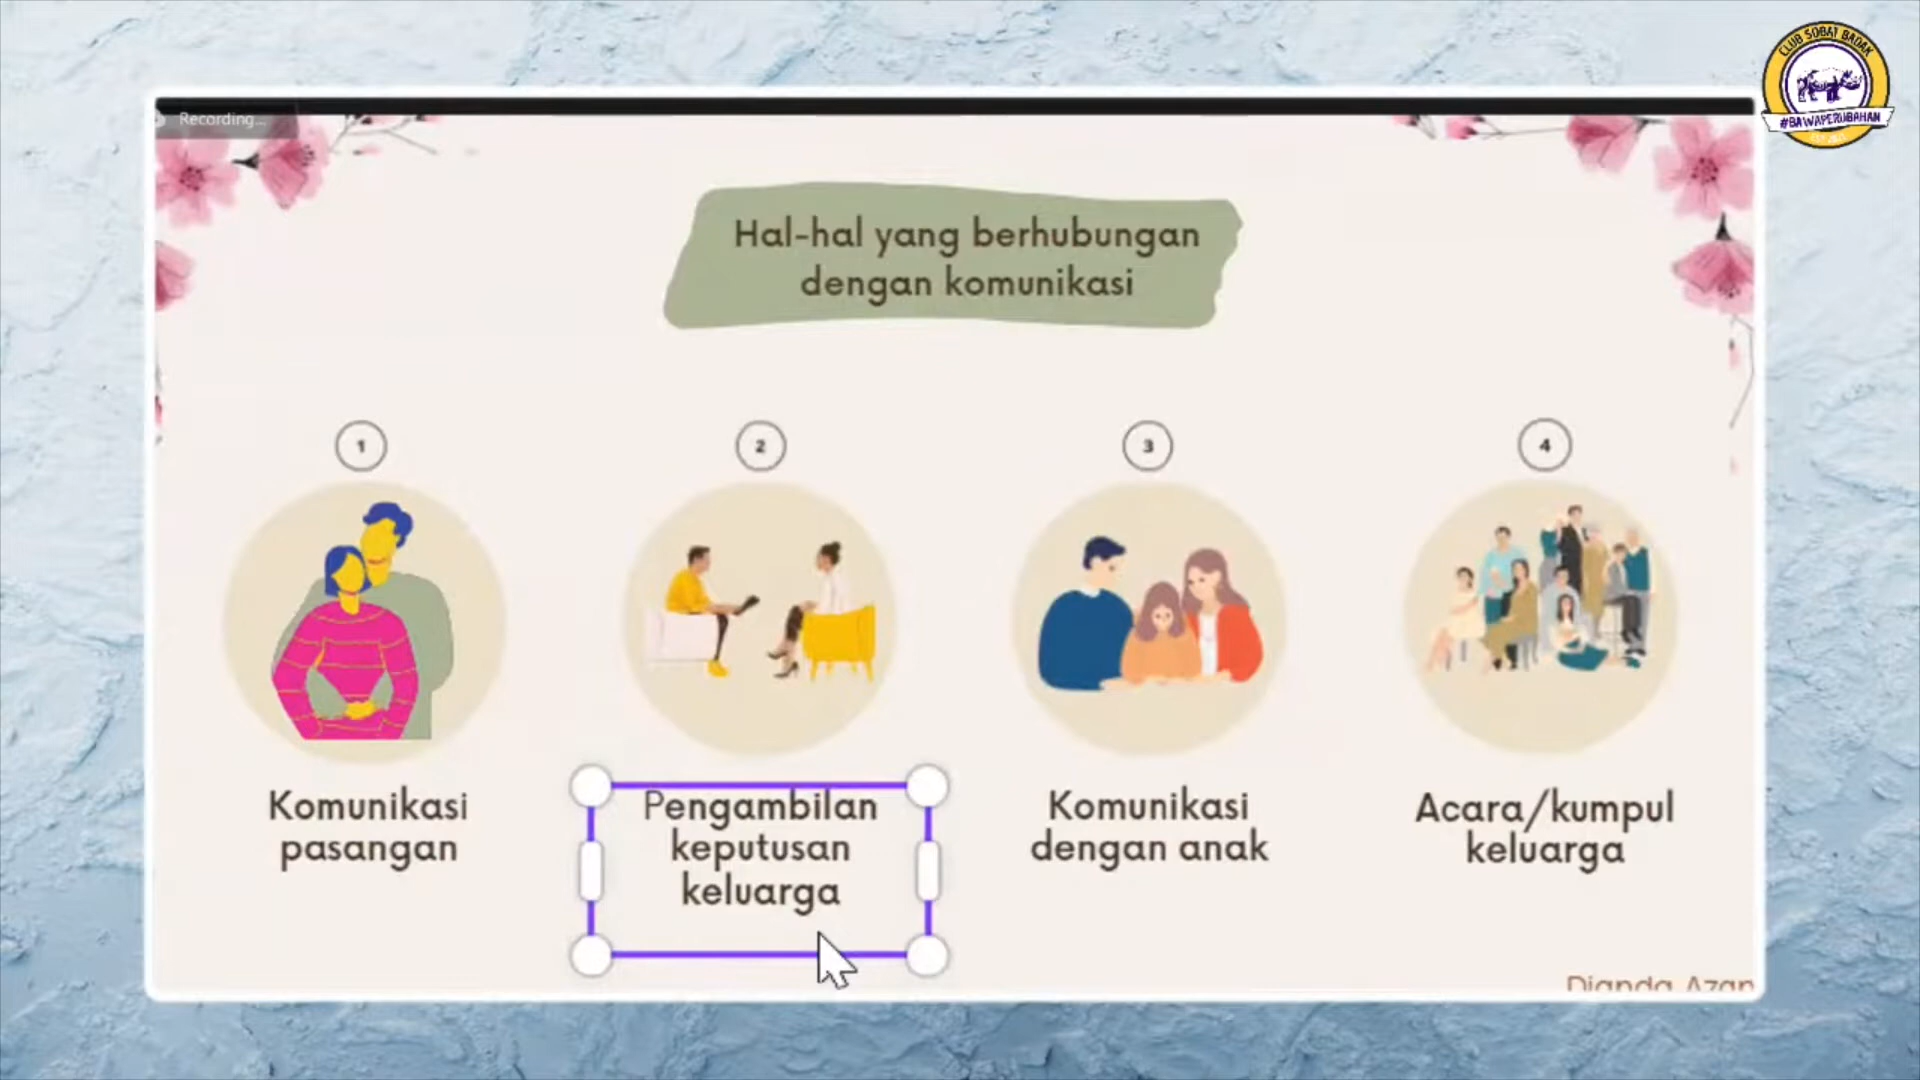 CLUB SOBAT BADAK
#BAWAPERUBAHAN
Recording...
Hal-hal yang berhubungan
dengan komunikasi
1
2
3
4
Komunikasi
pasangan
Pengambilan
keputusan
keluarga
Komunikasi
dengan anak
Acara/kumpul
keluarga
Dianda Azan